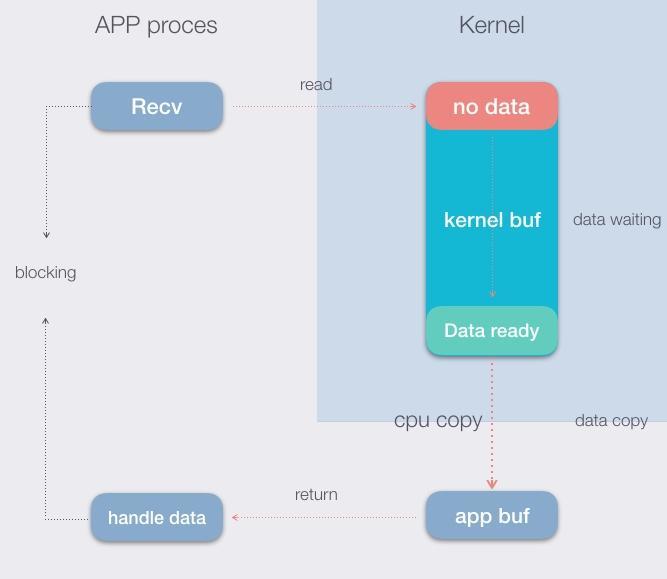 APP proces
Kernel
Recv
read
no data
kernel buf
data waiting
blocking
Data ready
cpu copy
data copy
handle data
return
app buf